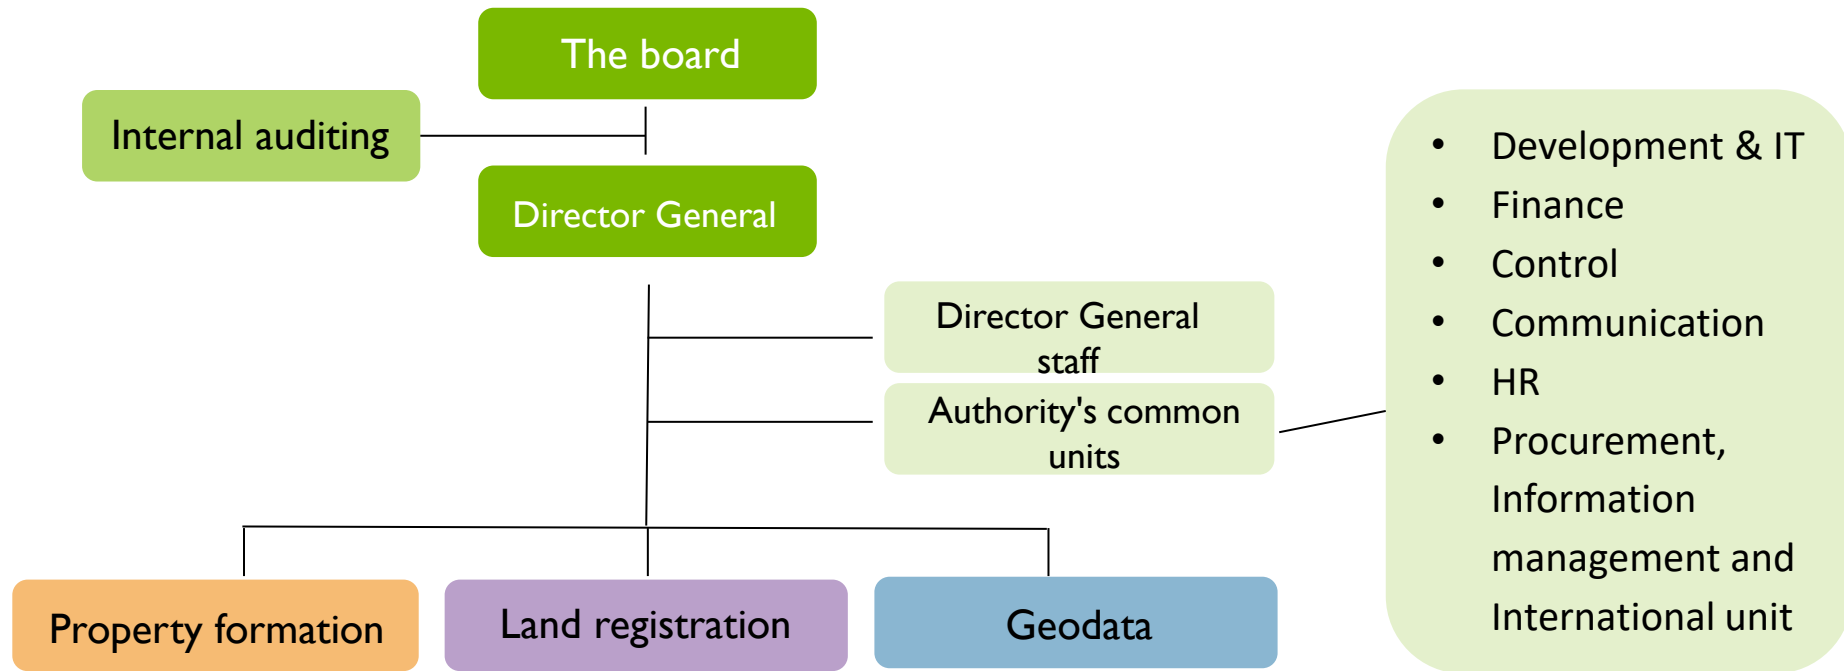 The board
Internal auditing
Director General
Director General
staff
Authority's common
units
• Development & IT
• Finance
• Control
• Communication
• HR
• Procurement,
Information
management and
International unit
Property formation
Land registration
Geodata